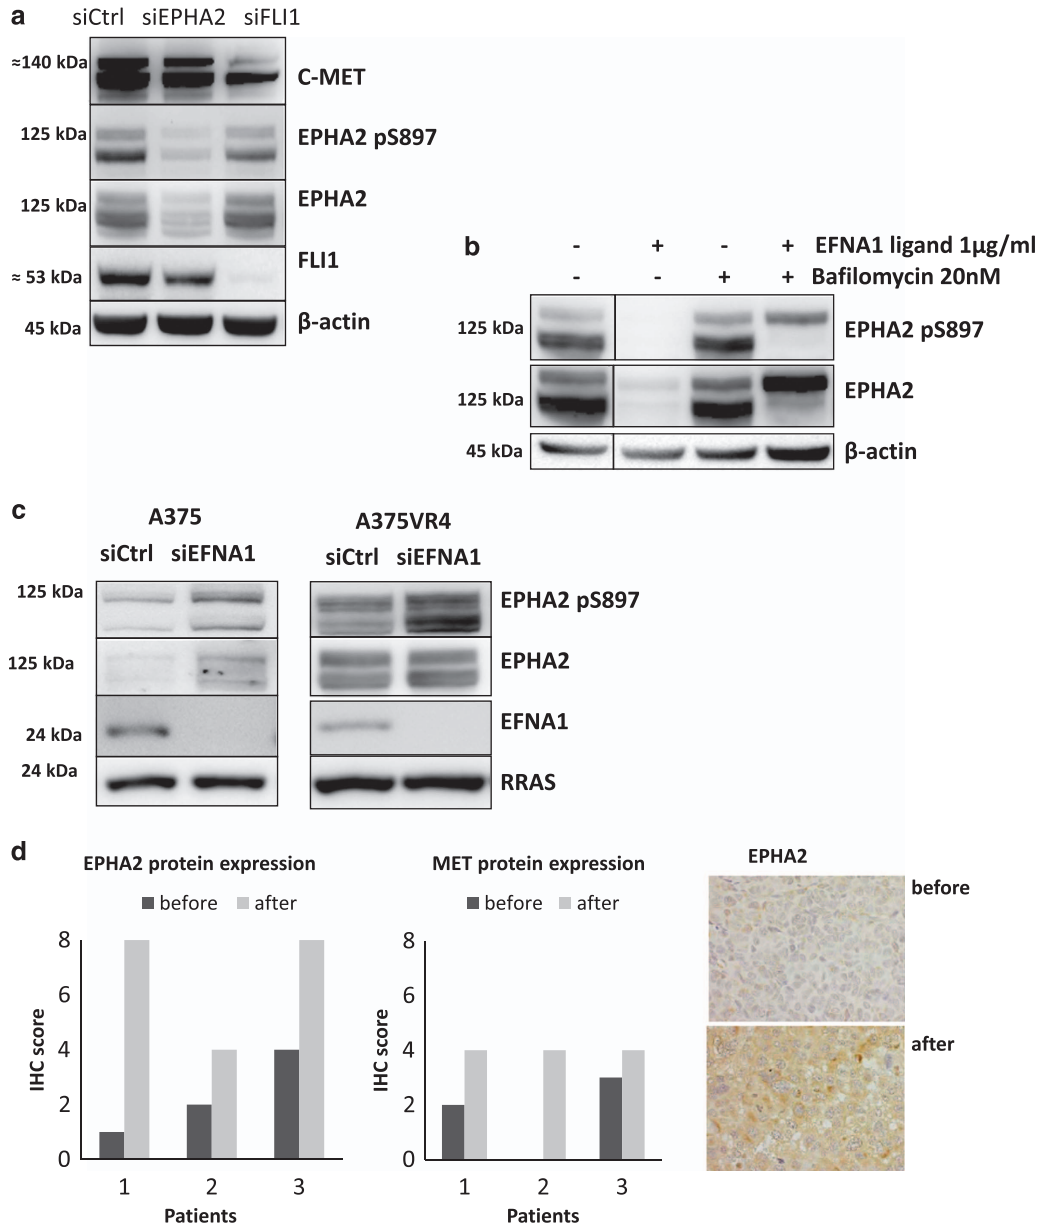 a
siCtrl siEPHA2 siFLI1
≈140 kDa
C-MET
125 kDa
EPHA2 pS897
125 kDa
EPHA2
≈ 53 kDa
FLI1
45 kDa
β-actin
b
- + - + EFNA1 ligand 1µg/ml
- - + + Bafilomycin 20nM
125 kDa
EPHA2 pS897
125 kDa
EPHA2
45 kDa
β-actin
c
A375
A375VR4
siCtrl siEFNA1
siCtrl siEFNA1
125 kDa
EPHA2 pS897
125 kDa
EPHA2
24 kDa
EFNA1
24 kDa
RRAS
d
EPHA2 protein expression
before after
8
6
4
2
0
IHC score
1 2 3
Patients
MET protein expression
before after
8
6
4
2
0
IHC score
1 2 3
Patients
EPHA2
before
after